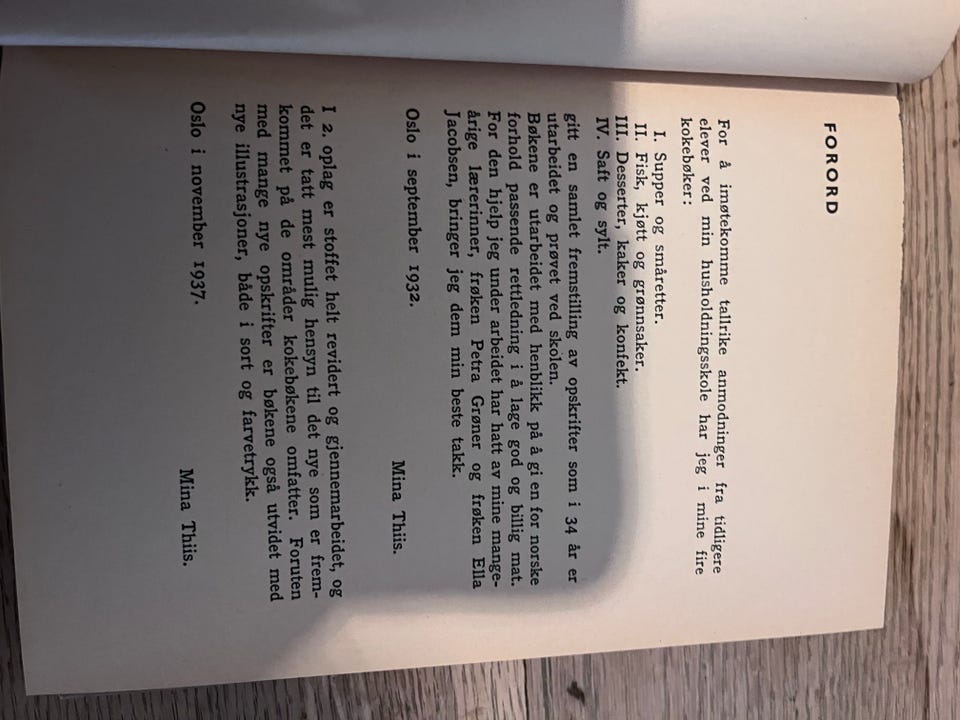 FORORD
For å imøtekomme tallrike anmodninger fra tidligere
elever ved min husholdningsskole har jeg i mine fire
kokebøker:
I. Supper og småretter.
II. Fisk, kjøtt og grønnsaker.
III. Desserter, kaker og konfekt.
IV. Saft og sylt.
gitt en samlet fremstilling av opskrifter som i 34 år er
utarbeidet og prøvet ved skolen.
Bøkene er utarbeidet med henblikk på å gi en for norske
forhold passende rettledning i å lage god og billig mat.
For den hjelp jeg under arbeidet har hatt av mine mange-
årige lærerinner, frøken Petra Grøner og frøken Ella
Jacobsen, bringer jeg dem min beste takk.
Oslo i september 1932.
Mina Thiis.
I 2. oplag er stoffet helt revidert og gjennemarbeidet, og
det er tatt mest mulig hensyn til det nye som er frem-
kommet på de områder kokebøkene omfatter. Foruten
med mange nye opskrifter er bøkene også utvidet med
nye illustrasjoner, både i sort og farvetrykk.
Oslo i november 1937.
Mina Thiis.